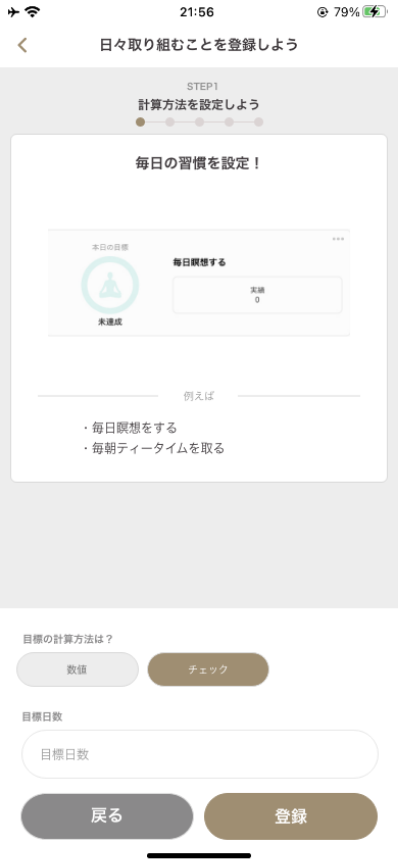 21:56
79%
日々取り組むことを登録しよう
STEP1
計算方法を設定しよう
毎日の習慣を設定！
本日の目標
毎日瞑想する
実績
0
未達成
例えば
・毎日瞑想をする
・毎朝ティータイムを取る
目標の計算方法は？
数値
チェック
目標日数
目標日数
戻る
登録